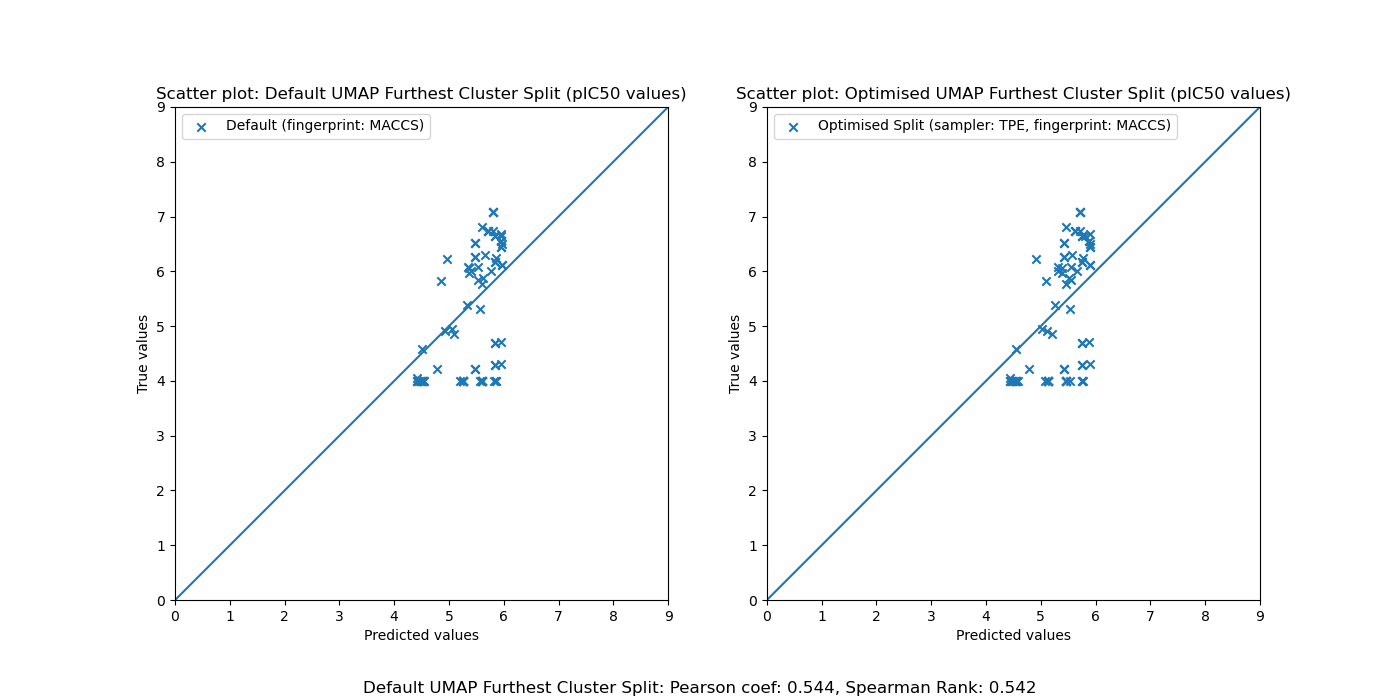 Scatter plot: Default UMAP Furthest Cluster Split (pIC50 values)
Default (fingerprint: MACCS)
9
8
7
6
5
4
3
2
1
0
True values
0 1 2 3 4 5 6 7 8 9
Predicted values
Scatter plot: Optimised UMAP Furthest Cluster Split (pIC50 values)
Optimised Split (sampler: TPE, fingerprint: MACCS)
9
8
7
6
5
4
3
2
1
0
True values
0 1 2 3 4 5 6 7 8 9
Predicted values
Default UMAP Furthest Cluster Split: Pearson coef: 0.544, Spearman Rank: 0.542